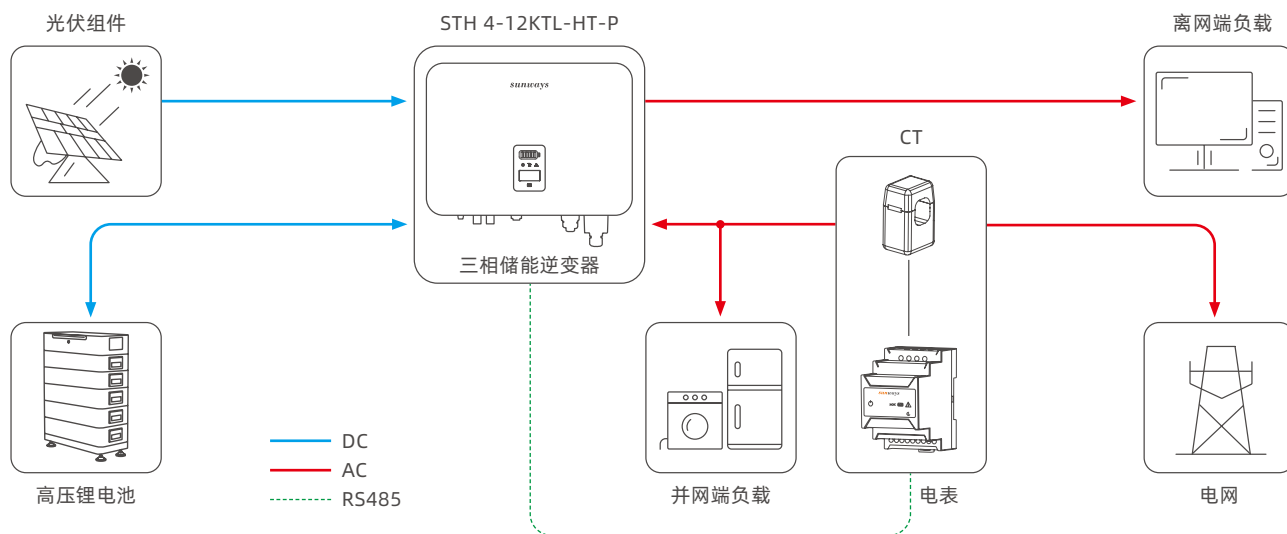 光伏组件
STH 4-12KTL-HT-P
离网端负载
sunways
CT
三相储能逆变器
sunways
DC
AC
RS485
高压锂电池
并网端负载
电表
电网